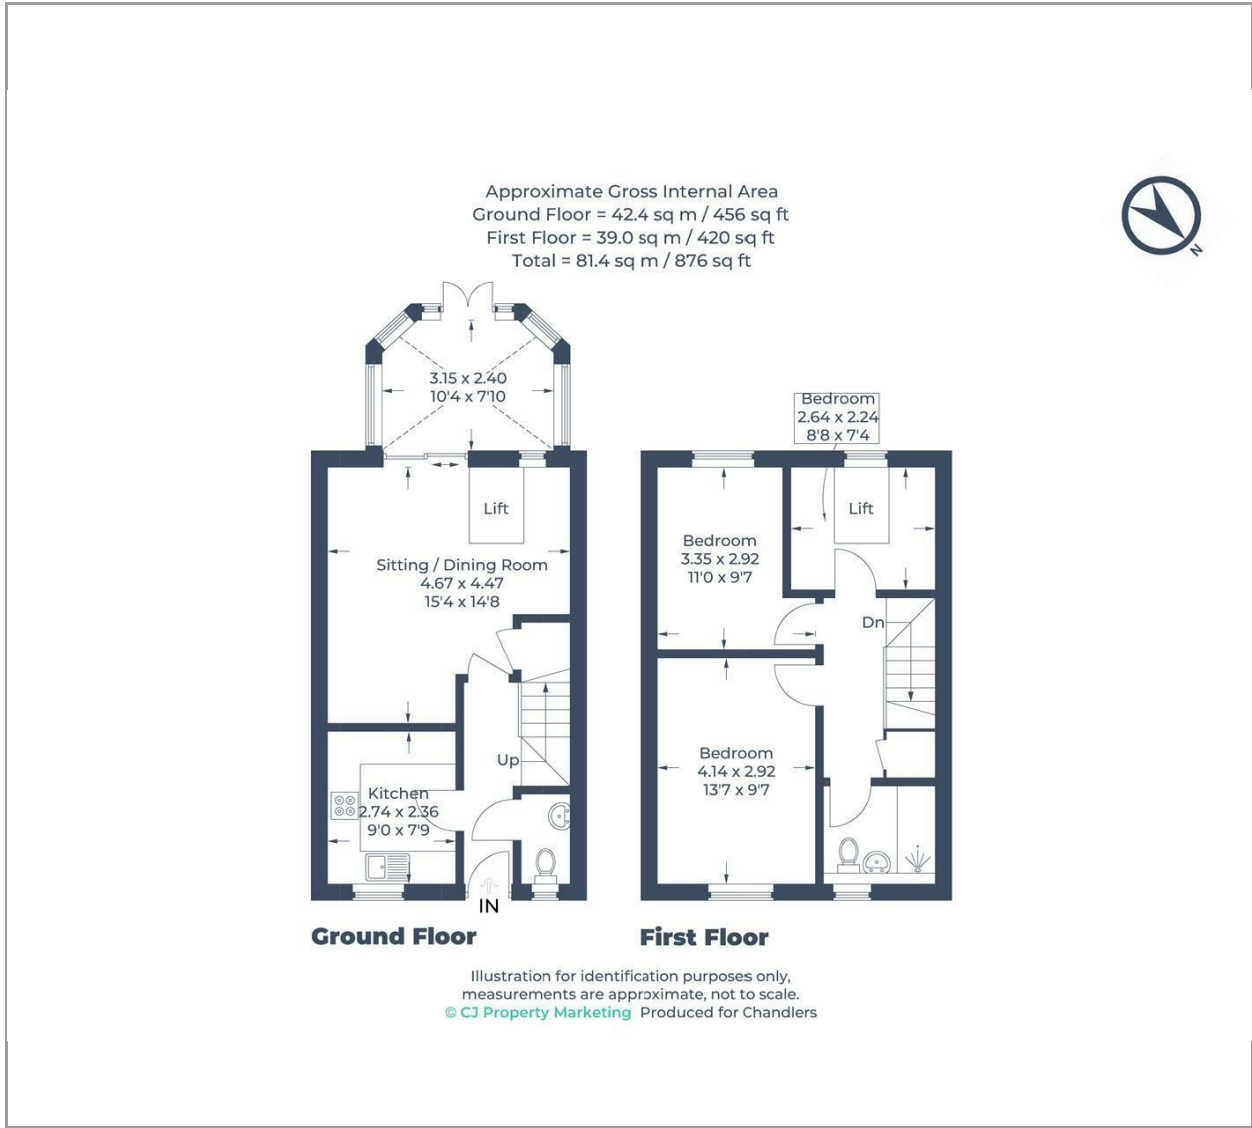 Approximate Gross Internal Area
Ground Floor = 42.4 sq m / 456 sq ft
First Floor = 39.0 sq m / 420 sq ft
Total = 81.4 sq m / 876 sq ft
N
3.15 x 2.40
10'4 x 7'10
Lift
Sitting / Dining Room
4.67 x 4.47
15'4 x 14'8
Up
Kitchen
2.74 x 2.36
9'0 x 7'9
IN
Ground Floor
Bedroom
2.64 x 2.24
8'8 x 7'4
Lift
Bedroom
3.35 x 2.92
11'0 x 9'7
Dn
Bedroom
4.14 x 2.92
13'7 x 9'7
First Floor
Illustration for identification purposes only,
measurements are approximate, not to scale.
© CJ Property Marketing Produced for Chandlers